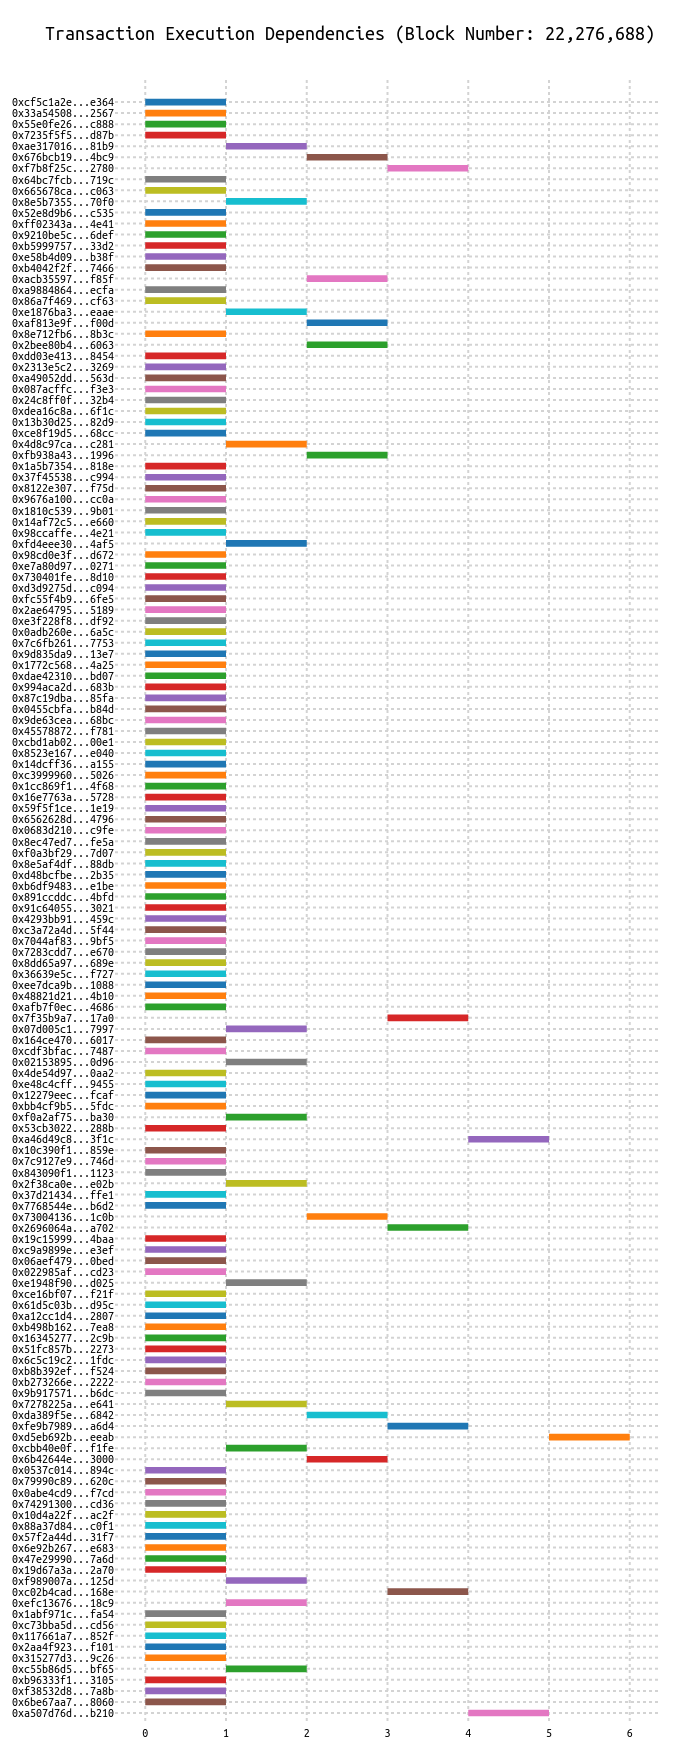 Transaction Execution Dependencies (Block Number: 22,276,688)
0xcf5c1a2e...e364
0x33a54508...2567
0x55e0fe26...c888
0x7235f5f5...d87b
0xae317016...81b9
0x676bcb19...4bc9
0xf7b8f25c...2780
0x64bc7fcb...719c
0x665678ca...c063
0x8e5b7355...70f0
0x52e8d9b6...c535
0xff02343a...4e41
0x9210be5c...6def
0xb5999757...33d2
0xe58b4d09...b38f
0xb4042f2f...7466
0xacb35597...f85f
0xa9884864...ecfa
0x86a7f469...cf63
0xe1876ba3...eaae
0xaf813e9f...f00d
0x8e712fb6...8b3c
0x2bee80b4...6063
0xdd03e413...8454
0x2313e5c2...3269
0xa49052dd...563d
0x087acffc...f3e3
0x24c8ff0f...32b4
0xdea16c8a...6f1c
0x13b30d25...82d9
0xce8f19d5...68cc
0x4d8c97ca...c281
0xfb938a43...1996
0x1a5b7354...818e
0x37f45538...c994
0x8122e307...f75d
0x9676a100...cc0a
0x1810c539...9b01
0x14af72c5...e660
0x98ccaffe...4e21
0xfd4eee30...4af5
0x98cd0e3f...d672
0xe7a80d97...0271
0x730401fe...8d10
0xd3d9275d...c094
0xfc55f4b9...6fe5
0x2ae64795...5189
0xe3f228f8...df92
0x0adb260e...6a5c
0x7c6fb261...7753
0x9d835da9...13e7
0x1772c568...4a25
0xdae42310...bd07
0x994aca2d...683b
0x87c19dba...85fa
0x0455cbfa...b84d
0x9de63cea...68bc
0x45578872...f781
0xcbd1ab02...00e1
0x8523e167...e040
0x14dcff36...a155
0xc3999960...5026
0x1cc869f1...4f68
0x16e7763a...5728
0x59f5f1ce...1e19
0x6562628d...4796
0x0683d210...c9fe
0x8ec47ed7...fe5a
0xf0a3bf29...7d07
0x8e5af4df...88db
0xd48bcfbe...2b35
0xb6df9483...e1be
0x891ccddc...4bfd
0x91c64055...3021
0x4293bb91...459c
0xc3a72a4d...5f44
0x7044af83...9bf5
0x7283cdd7...e670
0x8dd65a97...689e
0x36639e5c...f727
0xee7dca9b...1088
0x48821d21...4b10
0xafb7f0ec...4686
0x7f35b9a7...17a0
0x07d005c1...7997
0x164ce470...6017
0xcdf3bfac...7487
0x02153895...0d96
0x4de54d97...0aa2
0xe48c4cff...9455
0x12279eec...fcaf
0xbb4cf9b5...5fdc
0xf0a2af75...ba30
0x53cb3022...288b
0xa46d49c8...3f1c
0x10c390f1...859e
0x7c9127e9...746d
0x843090f1...1123
0x2f38ca0e...e02b
0x37d21434...ffe1
0x7768544e...b6d2
0x73004136...1c0b
0x2696064a...a702
0x19c15999...4baa
0xc9a9899e...e3ef
0x06aef479...0bed
0x022985af...cd23
0xe1948f90...d025
0xce16bf07...f21f
0x61d5c03b...d95c
0xa12cc1d4...2807
0xb498b162...7ea8
0x16345277...2c9b
0x51fc857b...2273
0x6c5c19c2...1fdc
0xb8b392ef...f524
0xb273266e...2222
0x9b917571...b6dc
0x7278225a...e641
0xda389f5e...6842
0xfe9b7989...a6d4
0xd5eb692b...eeab
0xcbb40e0f...f1fe
0x6b42644e...3000
0x0537c014...894c
0x79990c89...620c
0x0abe4cd9...f7cd
0x74291300...cd36
0x10d4a22f...ac2f
0x88a37d84...c0f1
0x57f2a44d...31f7
0x6e92b267...e683
0x47e29990...7a6d
0x19d67a3a...2a70
0xf989007a...125d
0xc02b4cad...168e
0xefc13676...18c9
0x1abf971c...fa54
0xc73bba5d...cd56
0x117661a7...852f
0x2aa4f923...f101
0x315277d3...9c26
0xc55b86d5...bf65
0xb96333f1...3105
0xf38532d8...7a8b
0x6be67aa7...8060
0xa507d76d...b210
0 1 2 3 4 5 6